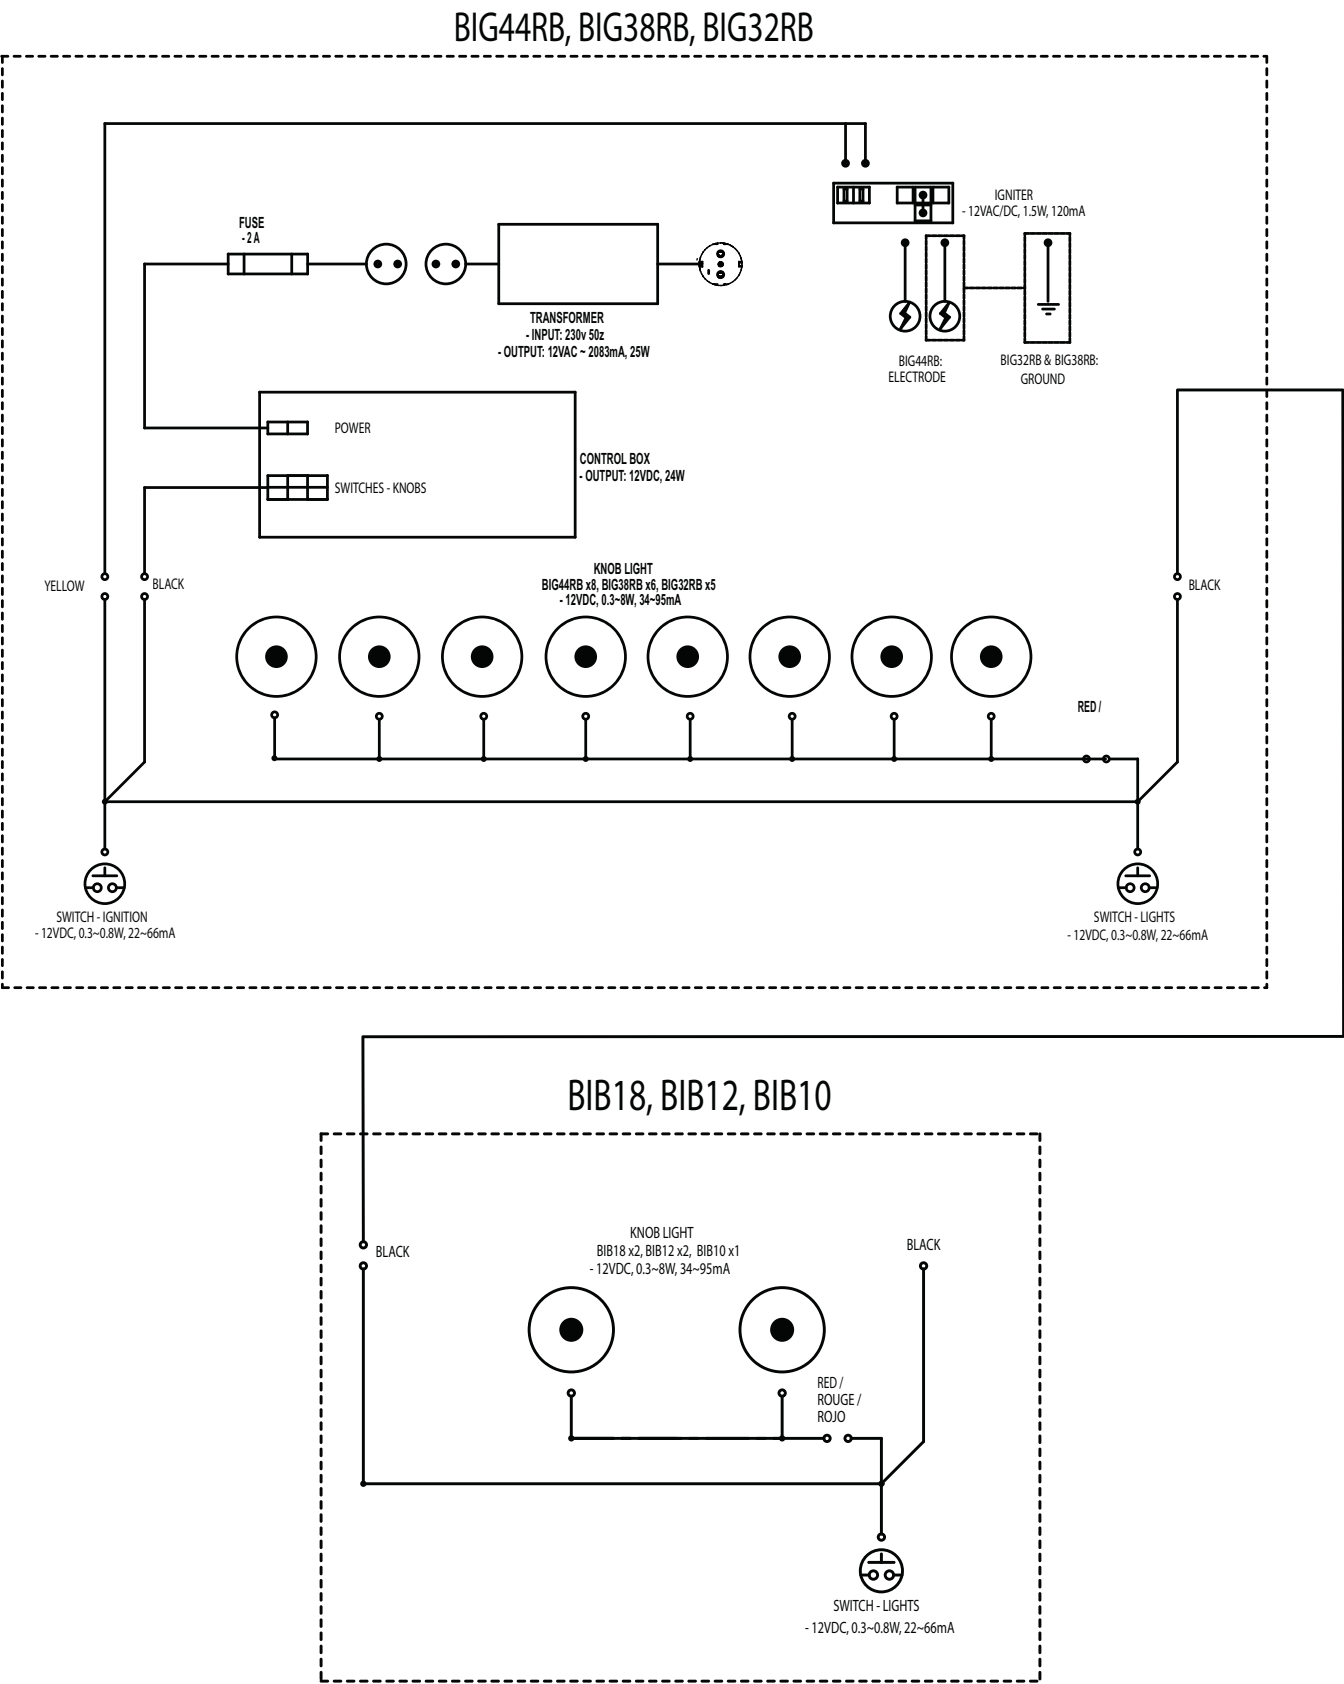 BIG44RB, BIG38RB, BIG32RB
IGNITER
- 12VAC/DC, 1.5W, 120mA
FUSE
- 2 A
TRANSFORMER
- INPUT: 230v 50z
- OUTPUT: 12VAC ~ 2083mA, 25W
BIG44RB:
ELECTRODE
BIG32RB & BIG38RB:
GROUND
POWER
CONTROL BOX
- OUTPUT: 12VDC, 24W
SWITCHES - KNOBS
YELLOW
BLACK
KNOB LIGHT
BIG44RB x8, BIG38RB x6, BIG32RB x5
- 12VDC, 0.3~8W, 34~95mA
BLACK
RED /
SWITCH - IGNITION
- 12VDC, 0.3~0.8W, 22~66mA
SWITCH - LIGHTS
- 12VDC, 0.3~0.8W, 22~66mA
BIB18, BIB12, BIB10
BLACK
KNOB LIGHT
BIB18 x2, BIB12 x2, BIB10 x1
- 12VDC, 0.3~8W, 34~95mA
BLACK
RED /
ROUGE /
ROJO
SWITCH - LIGHTS
- 12VDC, 0.3~0.8W, 22~66mA